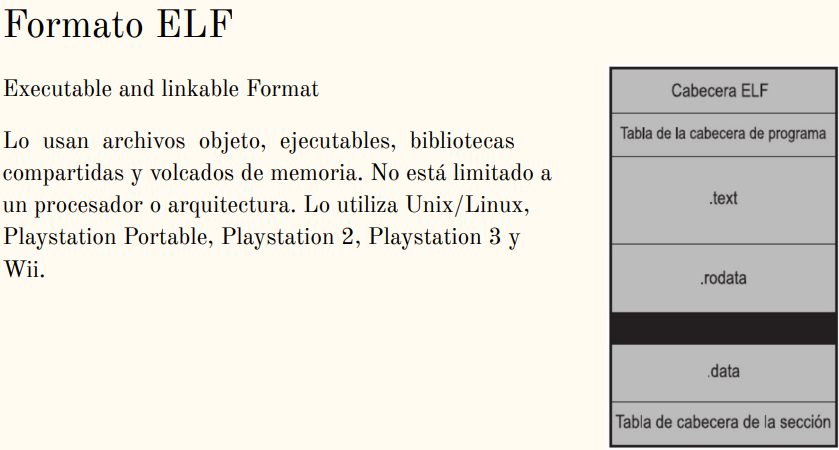 Formato ELF
Executable and linkable Format
Lo usan archivos objeto, ejecutables, bibliotecas
compartidas y volcados de memoria. No está limitado a
un procesador o arquitectura. Lo utiliza Unix/Linux,
Playstation Portable, Playstation 2, Playstation 3 y
Wii.
Cabecera ELF
Tabla de la cabecera de programa
.text
.rodata
.data
Tabla de cabecera de la sección